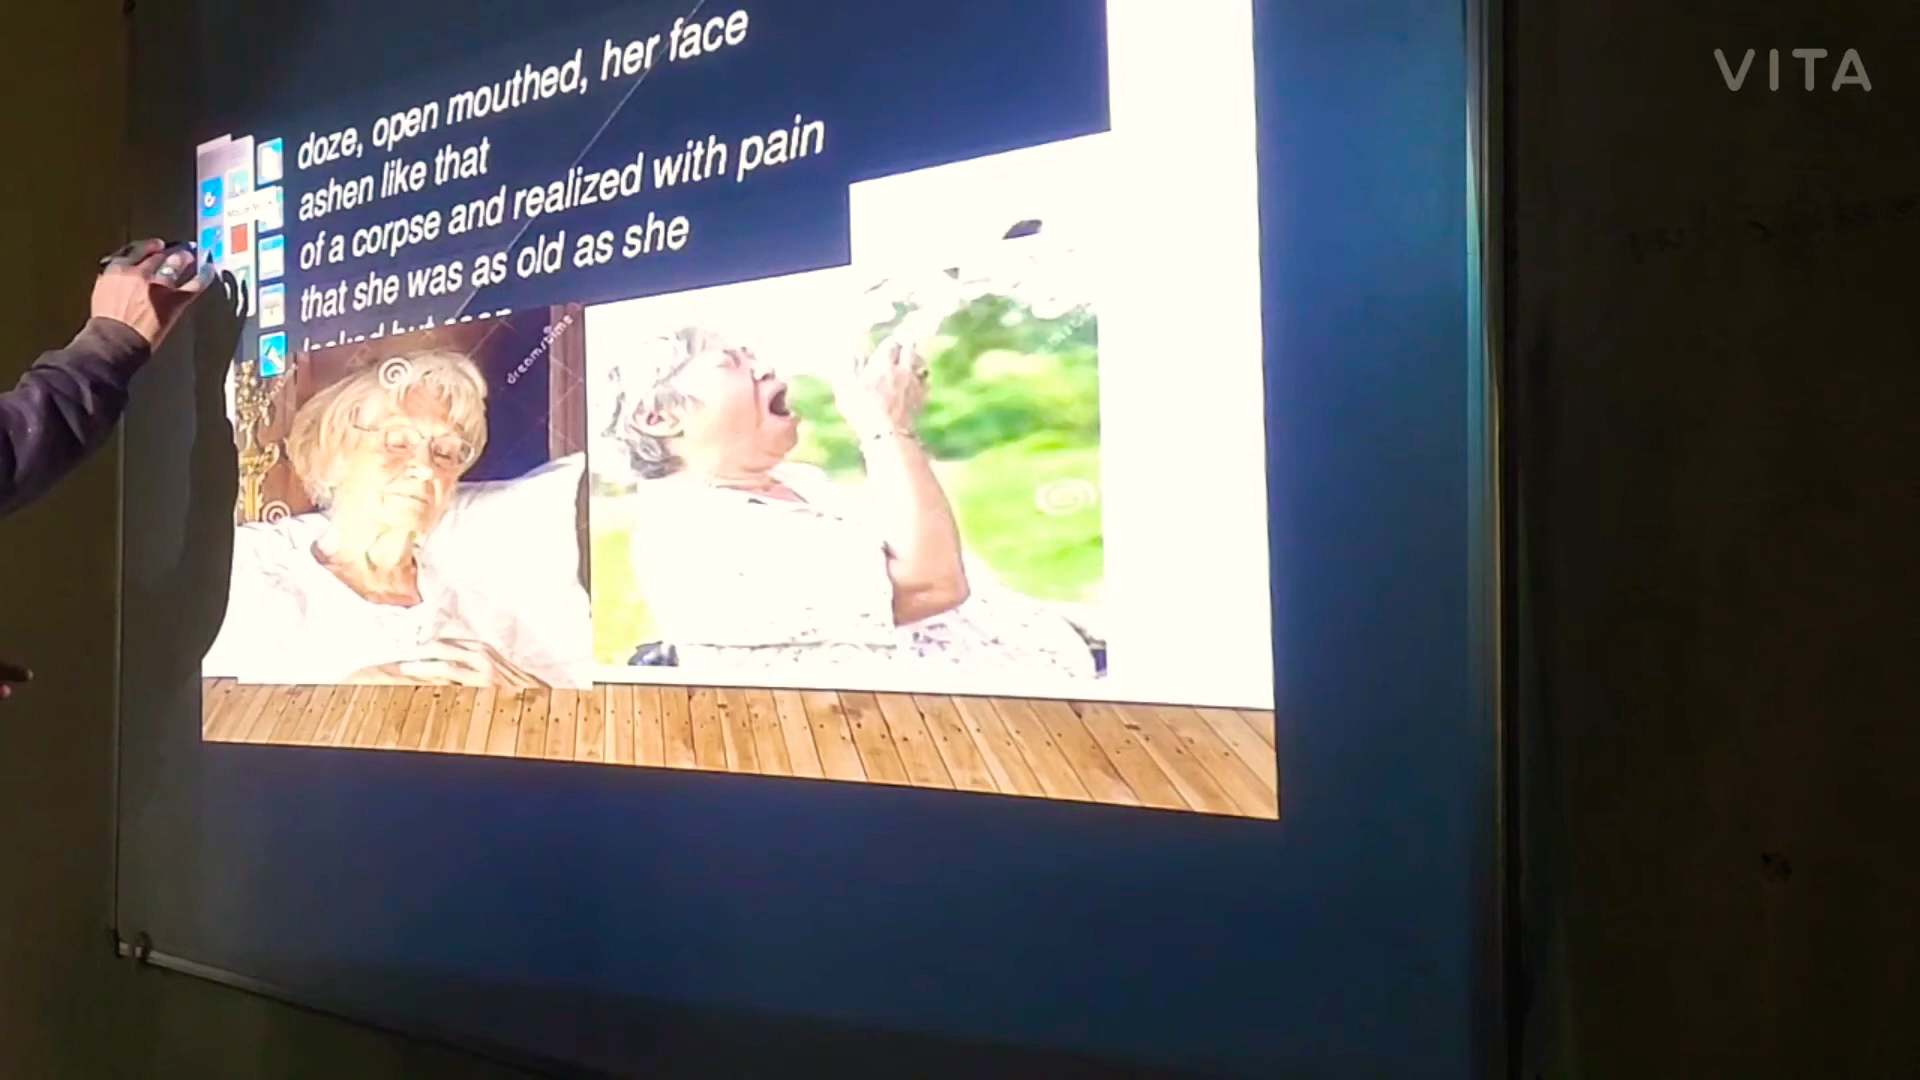 VITA
doze, open mouthed, her face
ashen like that
of a corpse and realized with pain
that she was as old as she
dreamstime